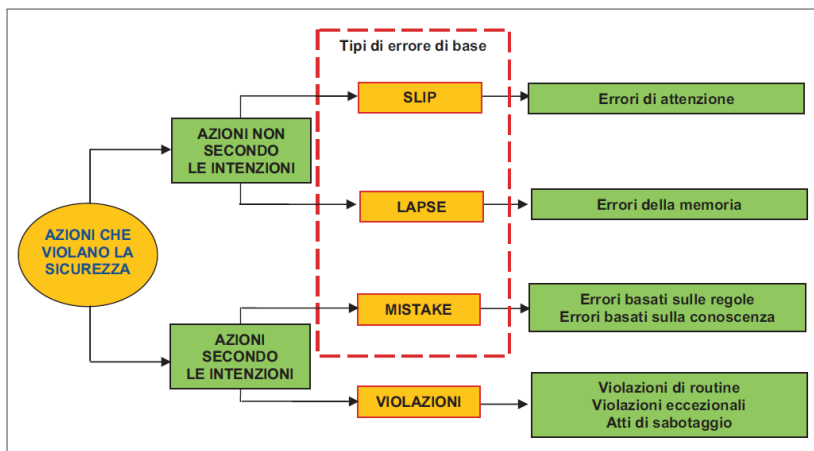 Tipi di errore di base
SLIP
Errori di attenzione
AZIONI NON
SECONDO
LE INTENZIONI
LAPSE
Errori della memoria
AZIONI CHE
VIOLANO LA
SICUREZZA
MISTAKE
Errori basati sulle regole
Errori basati sulla conoscenza
AZIONI
SECONDO
LE INTENZIONI
VIOLAZIONI
Violazioni di routine
Violazioni eccezionali
Atti di sabotaggio